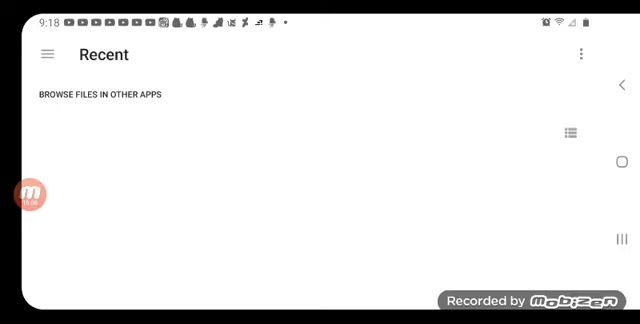 9:18
Recent
BROWSE FILES IN OTHER APPS
Recorded by MOBIZEN